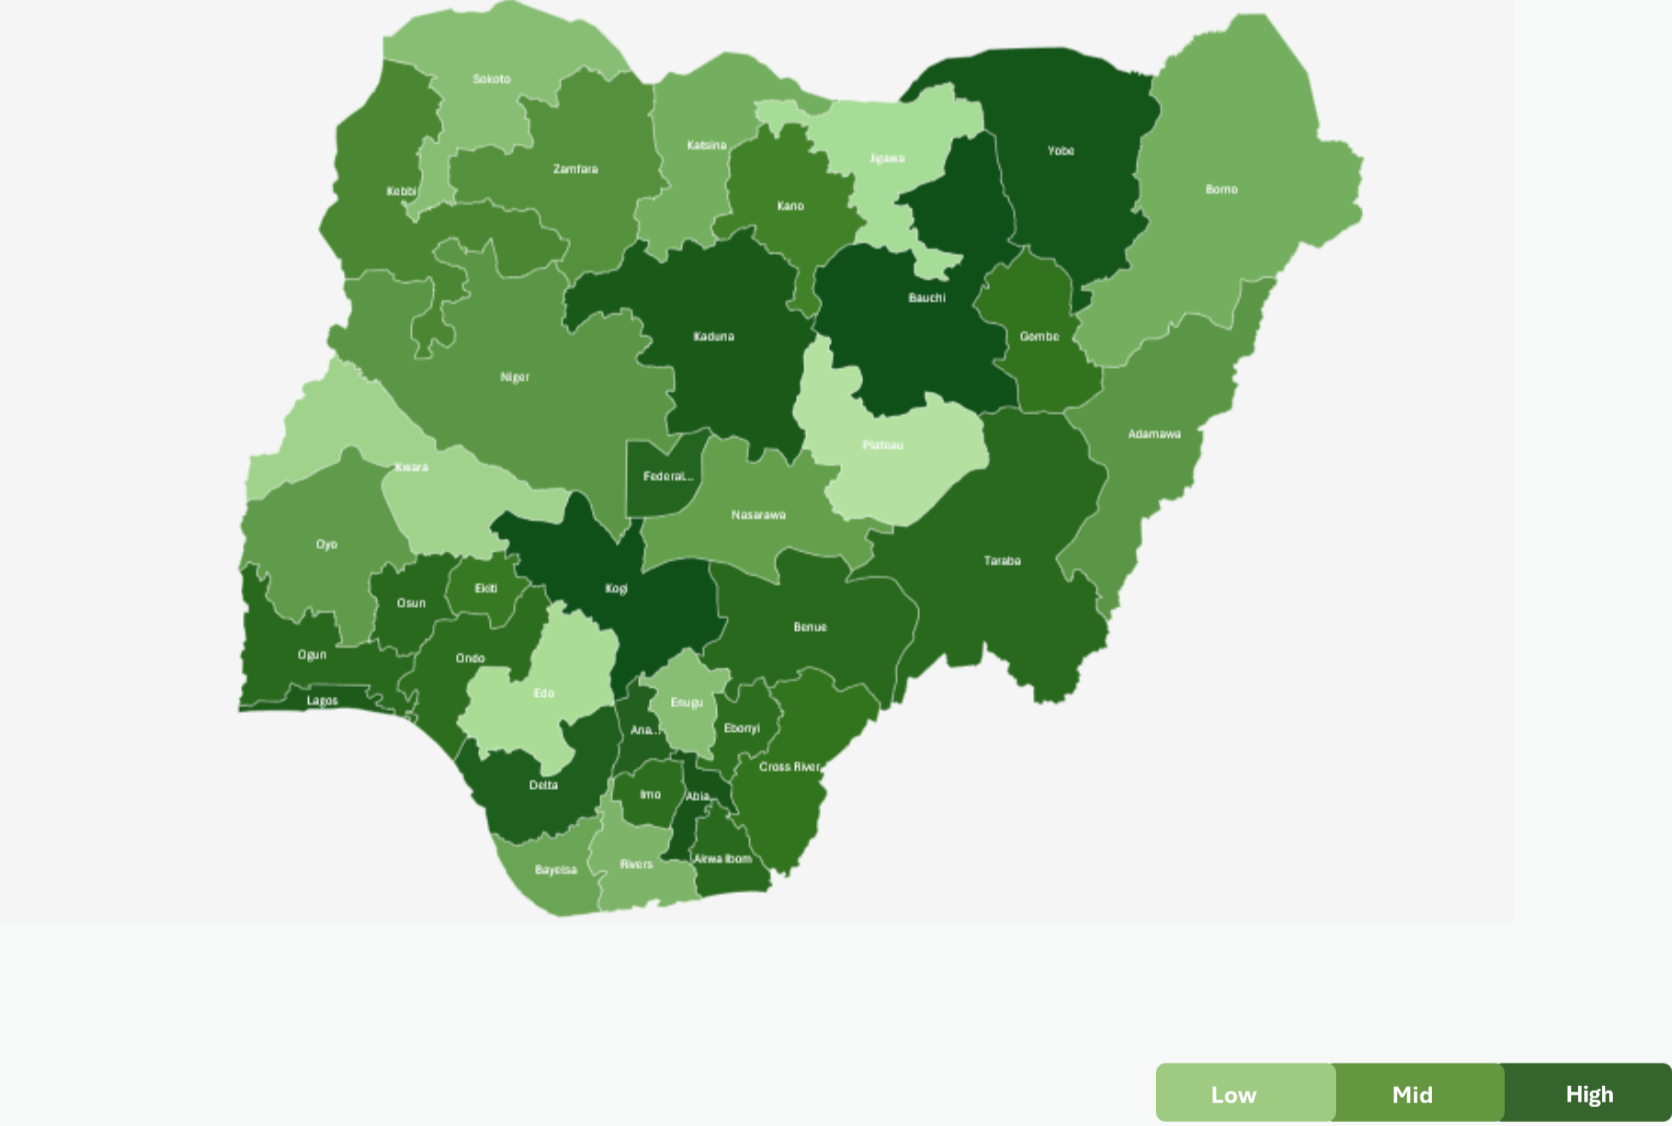 Sokoto
Katsina
Jigawa
Yobe
Zamfara
Kebbi
Borno
Kano
Bauchi
Kaduna
Gombe
Niger
Adamawa
Plateau
Kwara
Federal...
Nasarawa
Oyo
Taraba
Kogi
Ekiti
Osun
Benue
Ogun
Ondo
Edo
Lagos
Enugu
Ana...
Ebonyi
Cross River
Delta
Imo
Abia
Akwa Ibom
Rivers
Bayelsa
Low
Mid
High